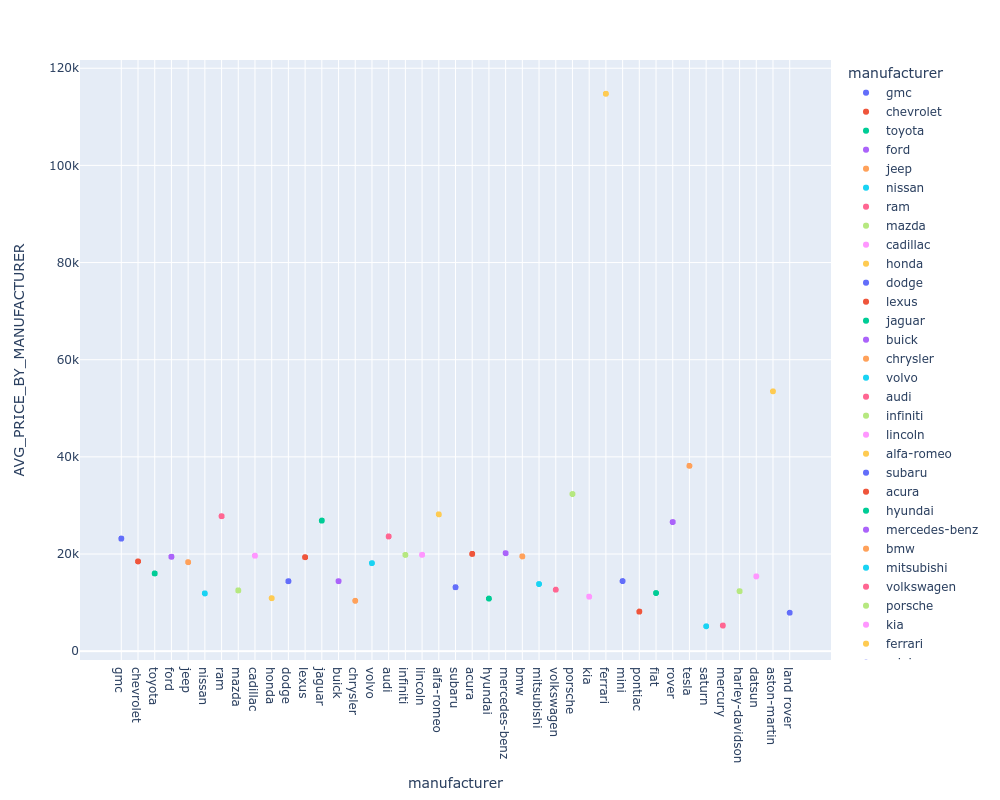 120k
100k
80k
60k
40k
20k
0
AVG_PRICE_BY_MANUFACTURER
gmc
chevrolet
toyota
ford
jeep
nissan
ram
mazda
cadillac
honda
dodge
lexus
jaguar
buick
chrysler
volvo
audi
infiniti
lincoln
alfa-romeo
subaru
acura
hyundai
mercedes-benz
bmw
mitsubishi
volkswagen
porsche
kia
ferrari
mini
pontiac
fiat
rover
tesla
saturn
mercury
harley-davidson
datsun
aston-martin
land rover
manufacturer
manufacturer
gmc
chevrolet
toyota
ford
jeep
nissan
ram
mazda
cadillac
honda
dodge
lexus
jaguar
buick
chrysler
volvo
audi
infiniti
lincoln
alfa-romeo
subaru
acura
hyundai
mercedes-benz
bmw
mitsubishi
volkswagen
porsche
kia
ferrari